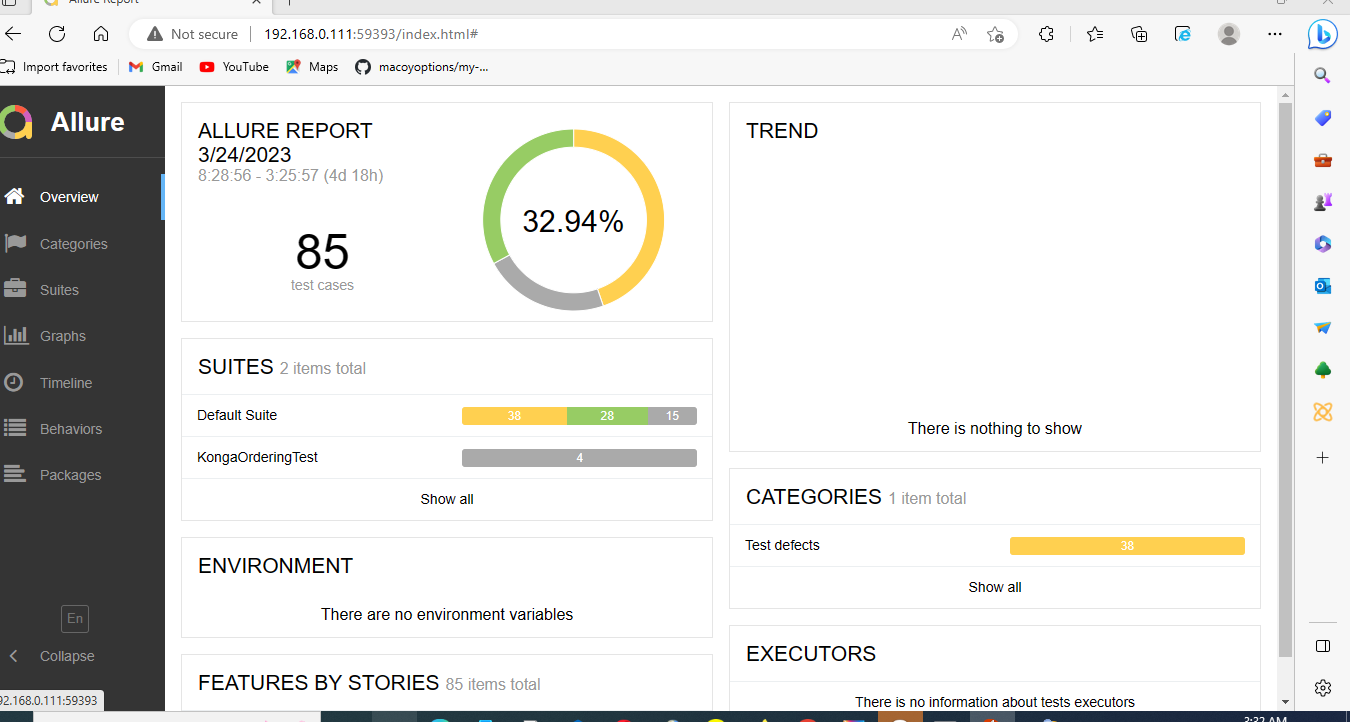 Allure Report
Not secure
192.168.0.111:59393/index.html#
Import favorites
Gmail
YouTube
Maps
macoyoptions/my-...
Allure
Overview
Categories
Suites
Graphs
Timeline
Behaviors
Packages
En
Collapse
92.168.0.111:59393
ALLURE REPORT
3/24/2023
8:28:56 - 3:25:57 (4d 18h)
85
test cases
32.94%
SUITES 2 items total
Default Suite 38 28 15
KongaOrderingTest 4
Show all
ENVIRONMENT
There are no environment variables
FEATURES BY STORIES 85 items total
TREND
There is nothing to show
CATEGORIES 1 item total
Test defects 38
Show all
EXECUTORS
There is no information about tests executors